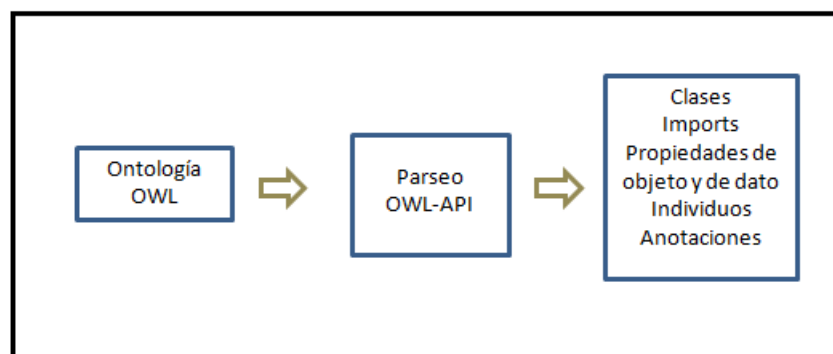 Ontología
OWL
Parseo
OWL-API
Clases
Imports
Propiedades de
objeto y de dato
Individuos
Anotaciones